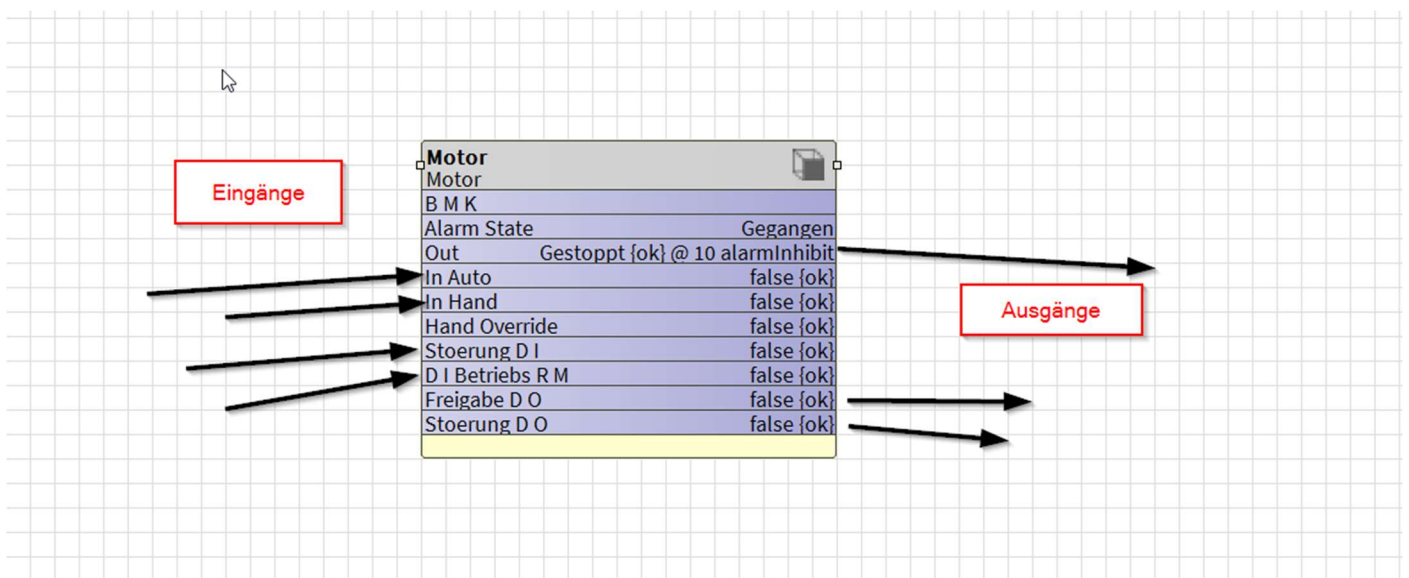 Eingänge
Motor
Motor
B M K
Alarm State Gegangen
Out Gestoppt {ok} @ 10 alarmInhibit
In Auto false {ok}
In Hand false {ok}
Hand Override false {ok}
Stoerung D I false {ok}
D I Betriebs R M false {ok}
Freigabe D O false {ok}
Stoerung D O false {ok}
Ausgänge